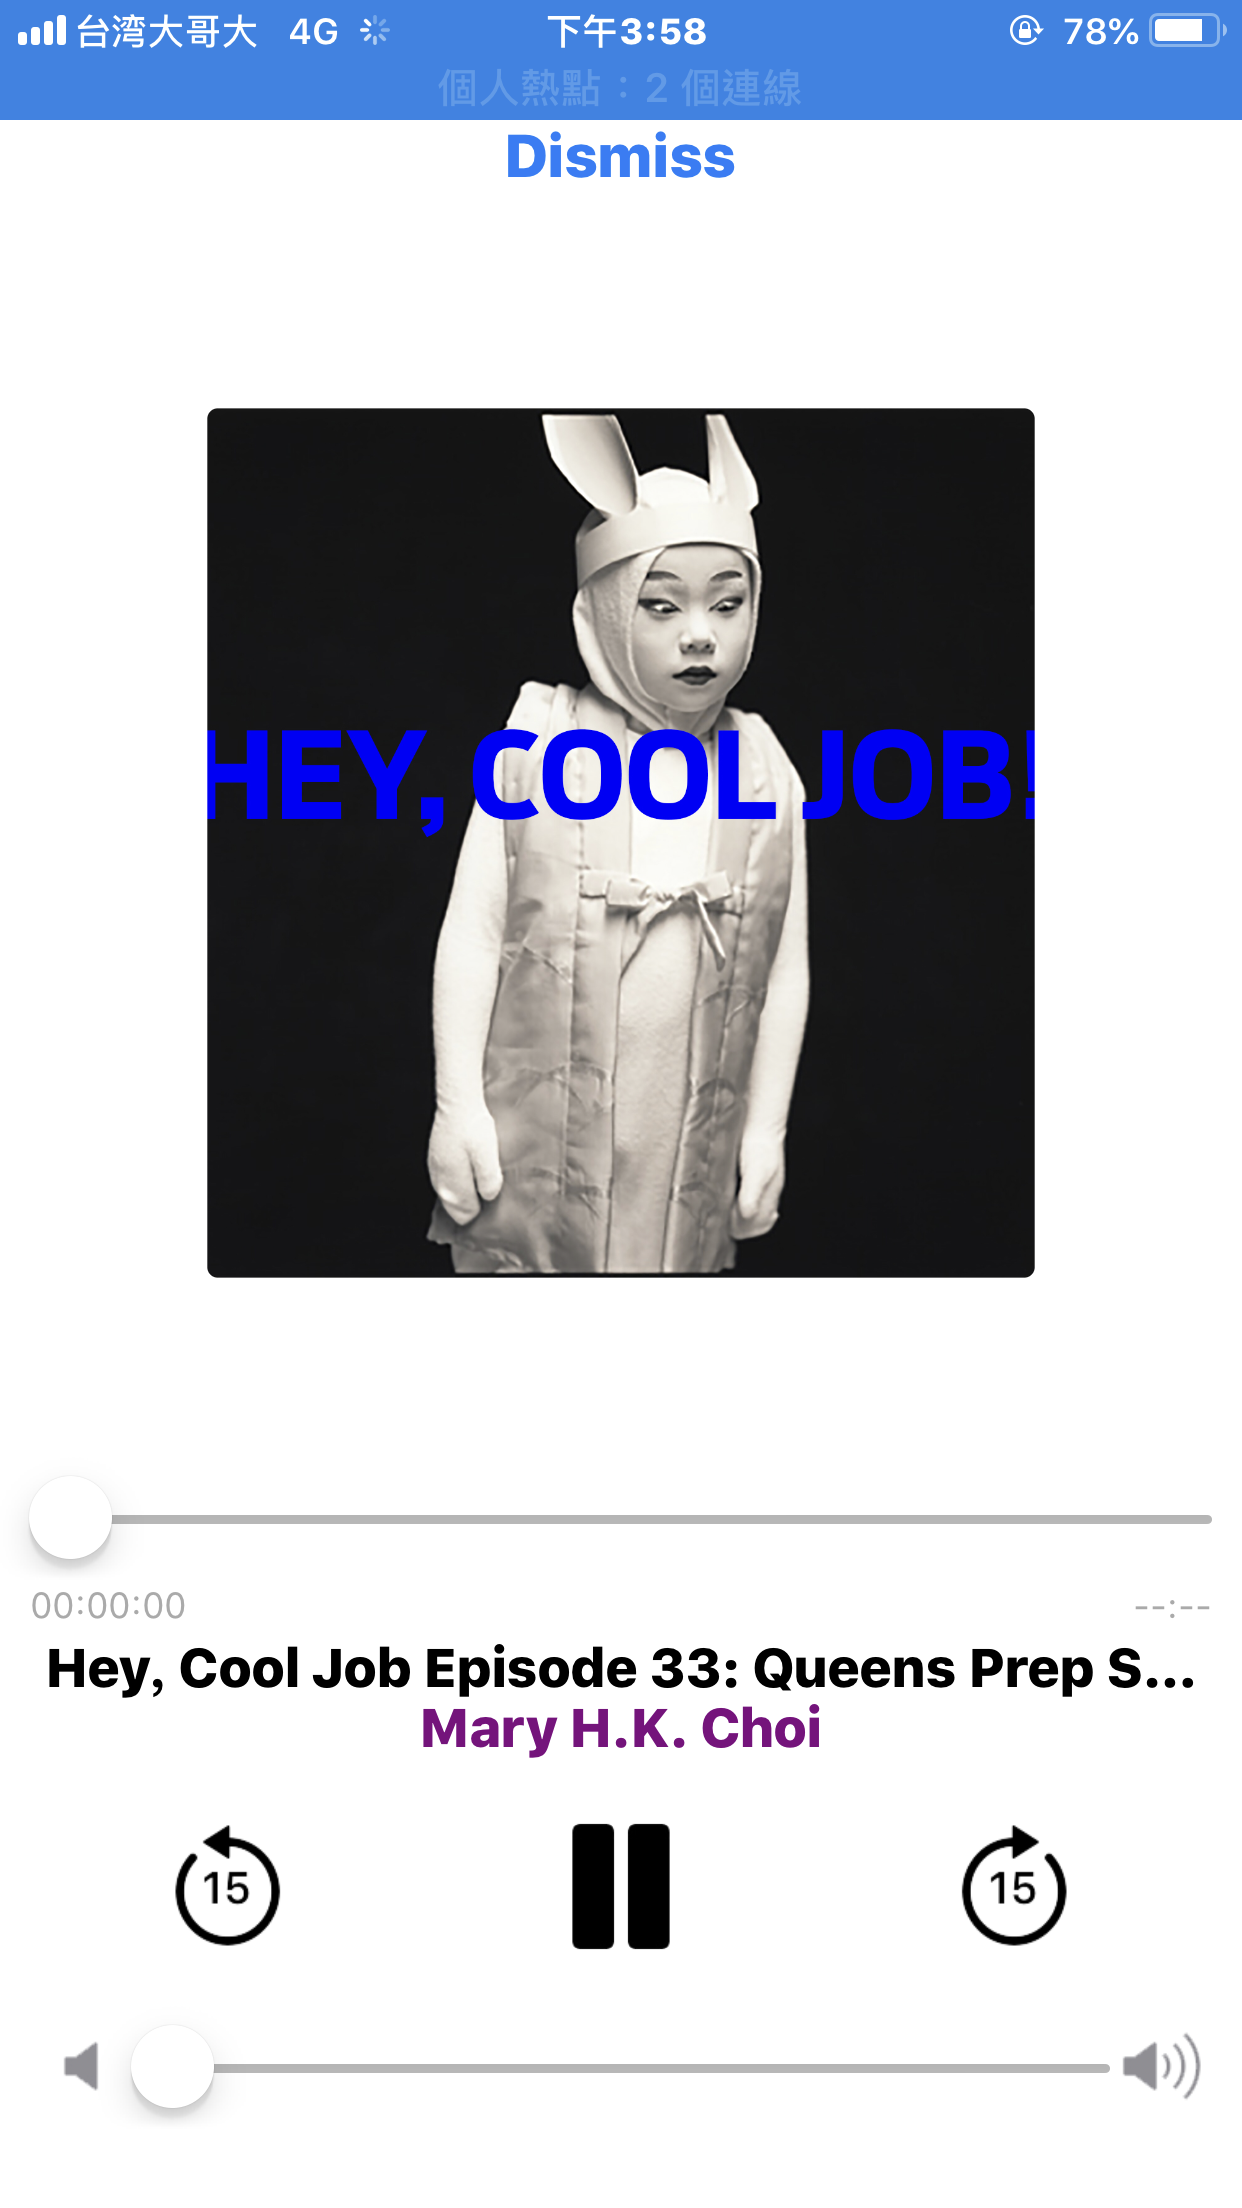 台湾大哥大 4G 下午3:58 78%
個人熱點：2 個連線
Dismiss
HEY, COOL JOB!
00:00:00 --:--
Hey, Cool Job Episode 33: Queens Prep S...
Mary H.K. Choi
15 15